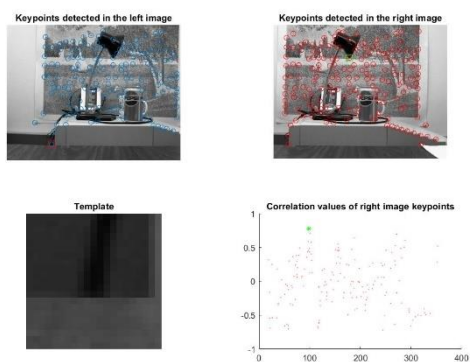 Keypoints detected in the left image
Keypoints detected in the right image
Template
Correlation values of right image keypoints
1
0.5
0
-0.5
-1
0 100 200 300 400